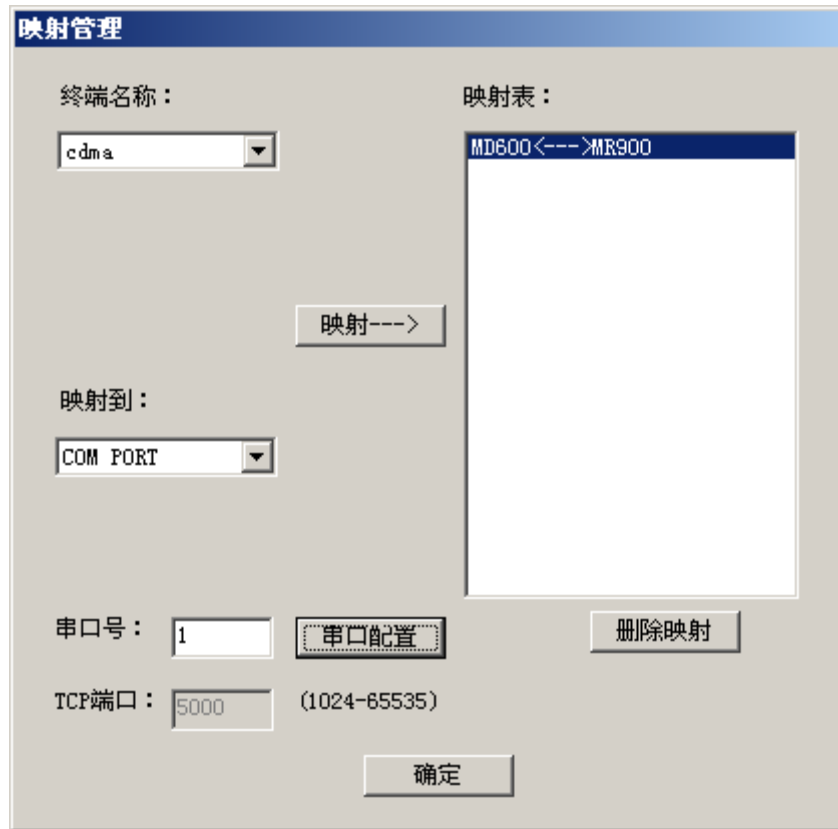 映射管理
终端名称：
映射表：
cdma
MD600<--->MR900
映射--->
映射到：
COM PORT
串口号：
1
串口配置
删除映射
TCP端口：
5000
(1024-65535)
确定